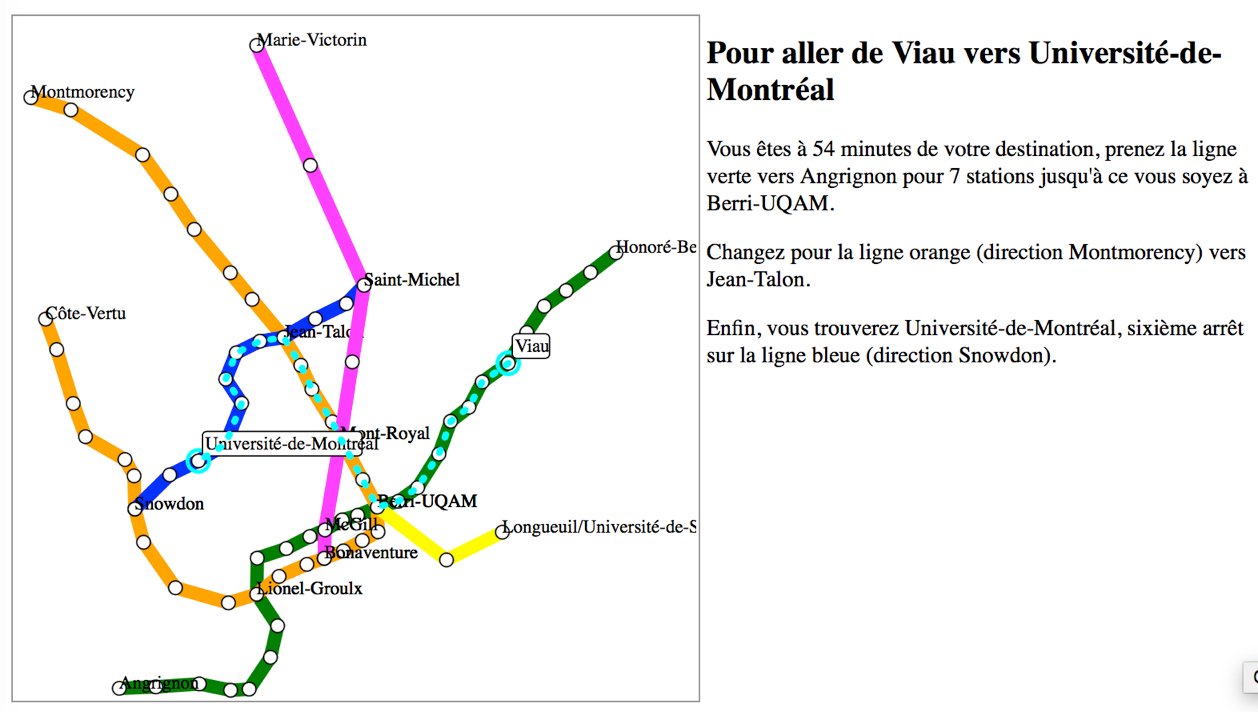 Marie-Victorin
Montmorency
Honoré-Be
Saint-Michel
Côte-Vertu
Jean-Talo
Viau
Mont-Royal
Université-de-Montréal
Snowdon
Berri-UQAM
McGill
Longueuil/Université-de-S
Bonaventure
Lionel-Groulx
Angrignon
Pour aller de Viau vers Université-de-
Montréal
Vous êtes à 54 minutes de votre destination, prenez la ligne
verte vers Angrignon pour 7 stations jusqu'à ce vous soyez à
Berri-UQAM.
Changez pour la ligne orange (direction Montmorency) vers
Jean-Talon.
Enfin, vous trouverez Université-de-Montréal, sixième arrêt
sur la ligne bleue (direction Snowdon).